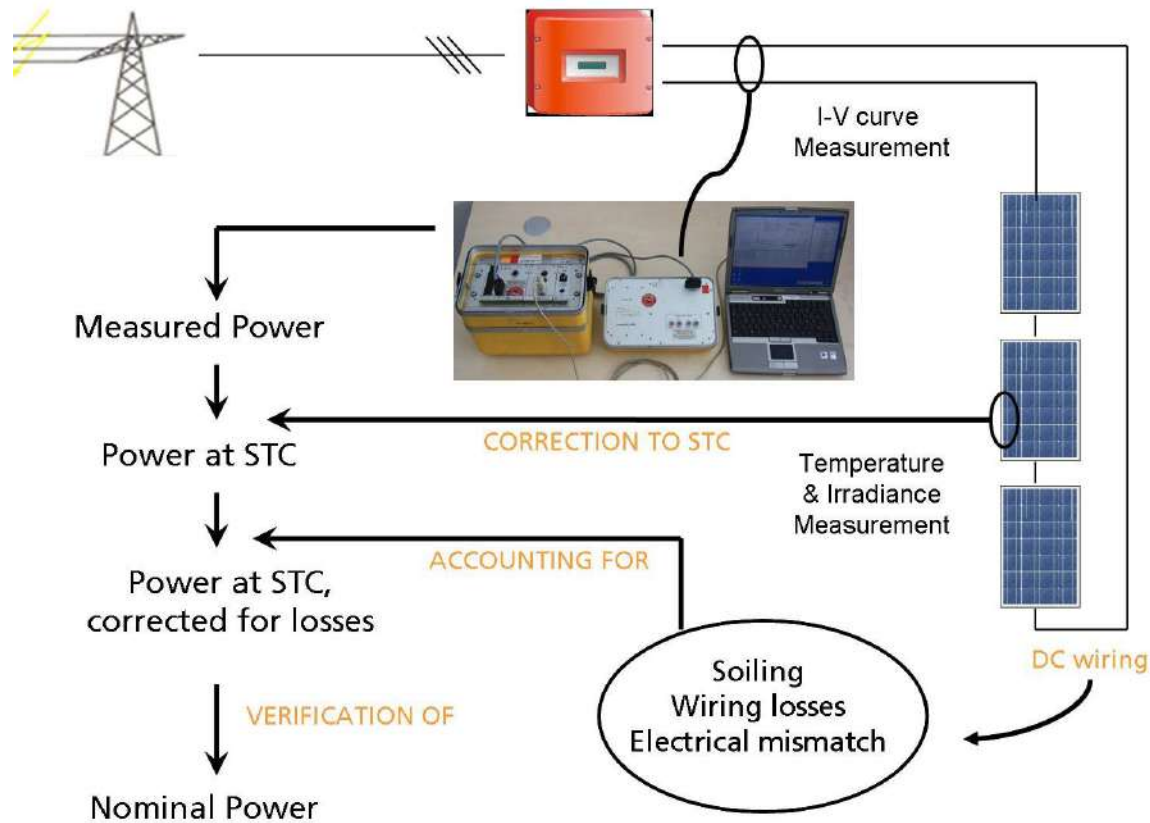 I-V curve
Measurement
Measured Power
CORRECTION TO STC
Power at STC
Temperature
& Irradiance
Measurement
ACCOUNTING FOR
Power at STC,
corrected for losses
Soiling
Wiring losses
Electrical mismatch
DC wiring
VERIFICATION OF
Nominal Power